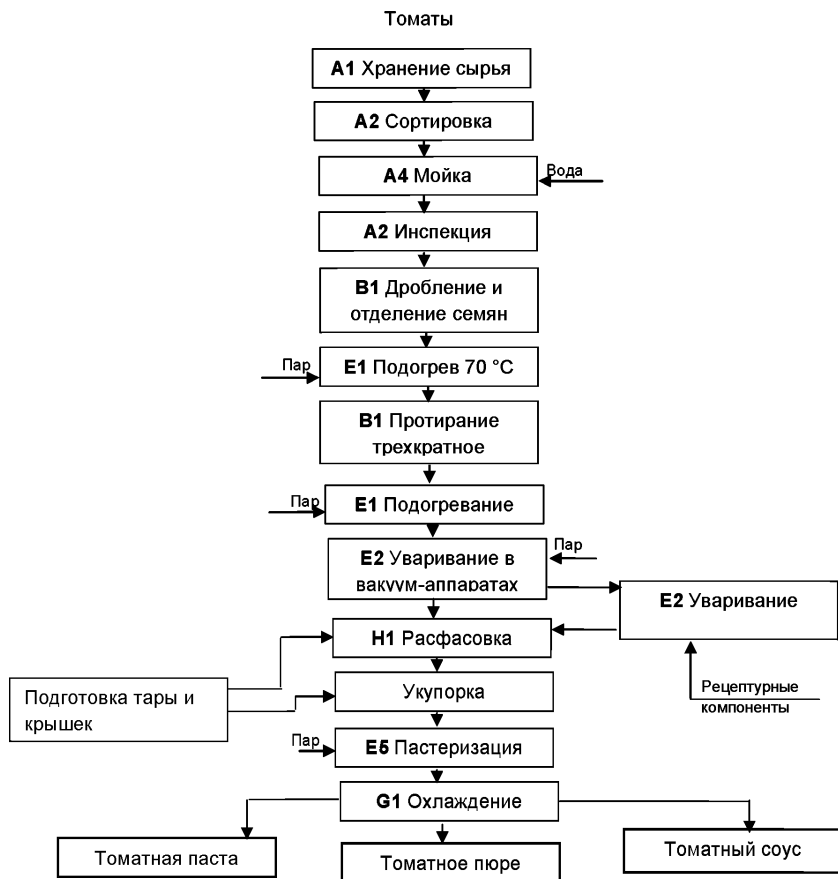 Томаты
A1 Хранение сырья
A2 Сортировка
A4 Мойка
Вода
A2 Инспекция
B1 Дробление и
отделение семян
Пар
E1 Подогрев 70 °C
B1 Протирание
трехкратное
Пар
E1 Подогревание
E2 Уваривание в
вакуум-аппаратах
Пар
E2 Уваривание
H1 Расфасовка
Рецептурные
компоненты
Подготовка тары и
крышек
Укупорка
Пар
E5 Пастеризация
G1 Охлаждение
Томатная паста
Томатное пюре
Томатный соус